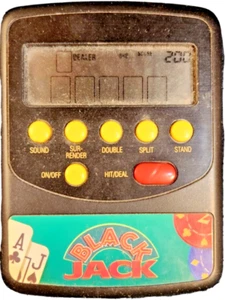 DEALER 200
SOUND SUR-RENDER DOUBLE SPLIT STAND
ON/OFF HIT/DEAL
A
J
BLACK
JACK